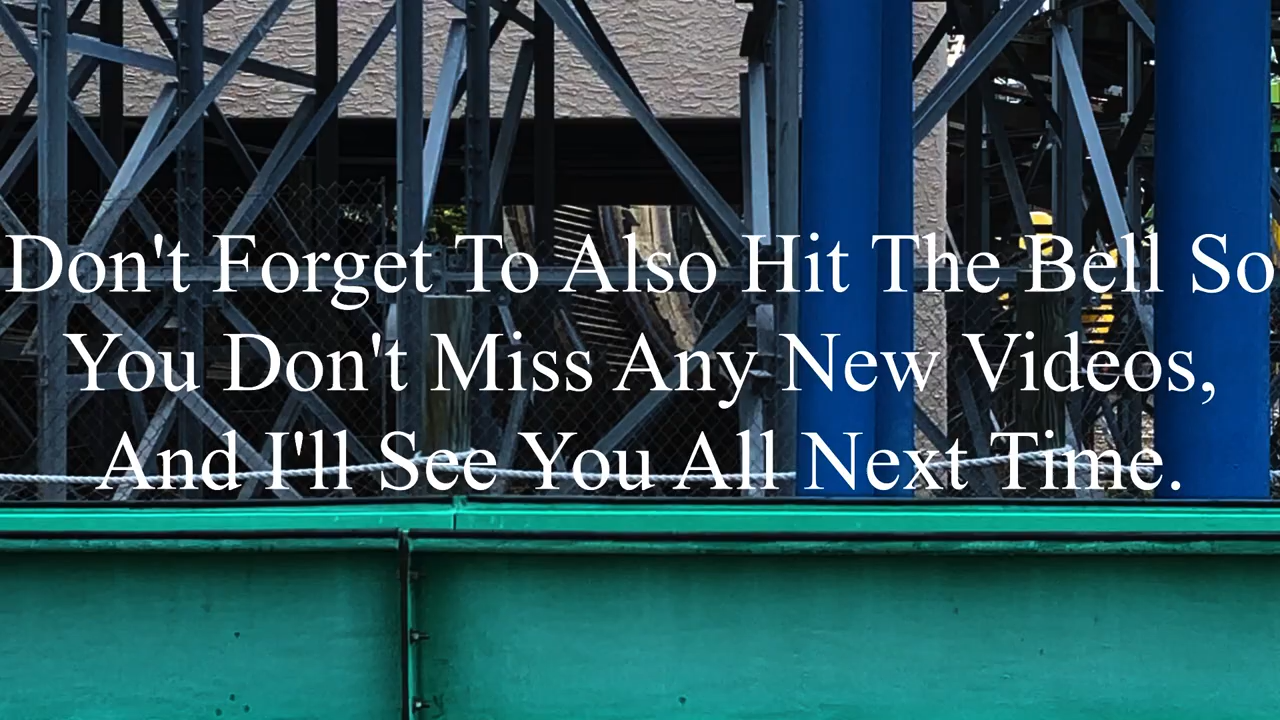 Don't Forget To Also Hit The Bell So
You Don't Miss Any New Videos,
And I'll See You All Next Time.